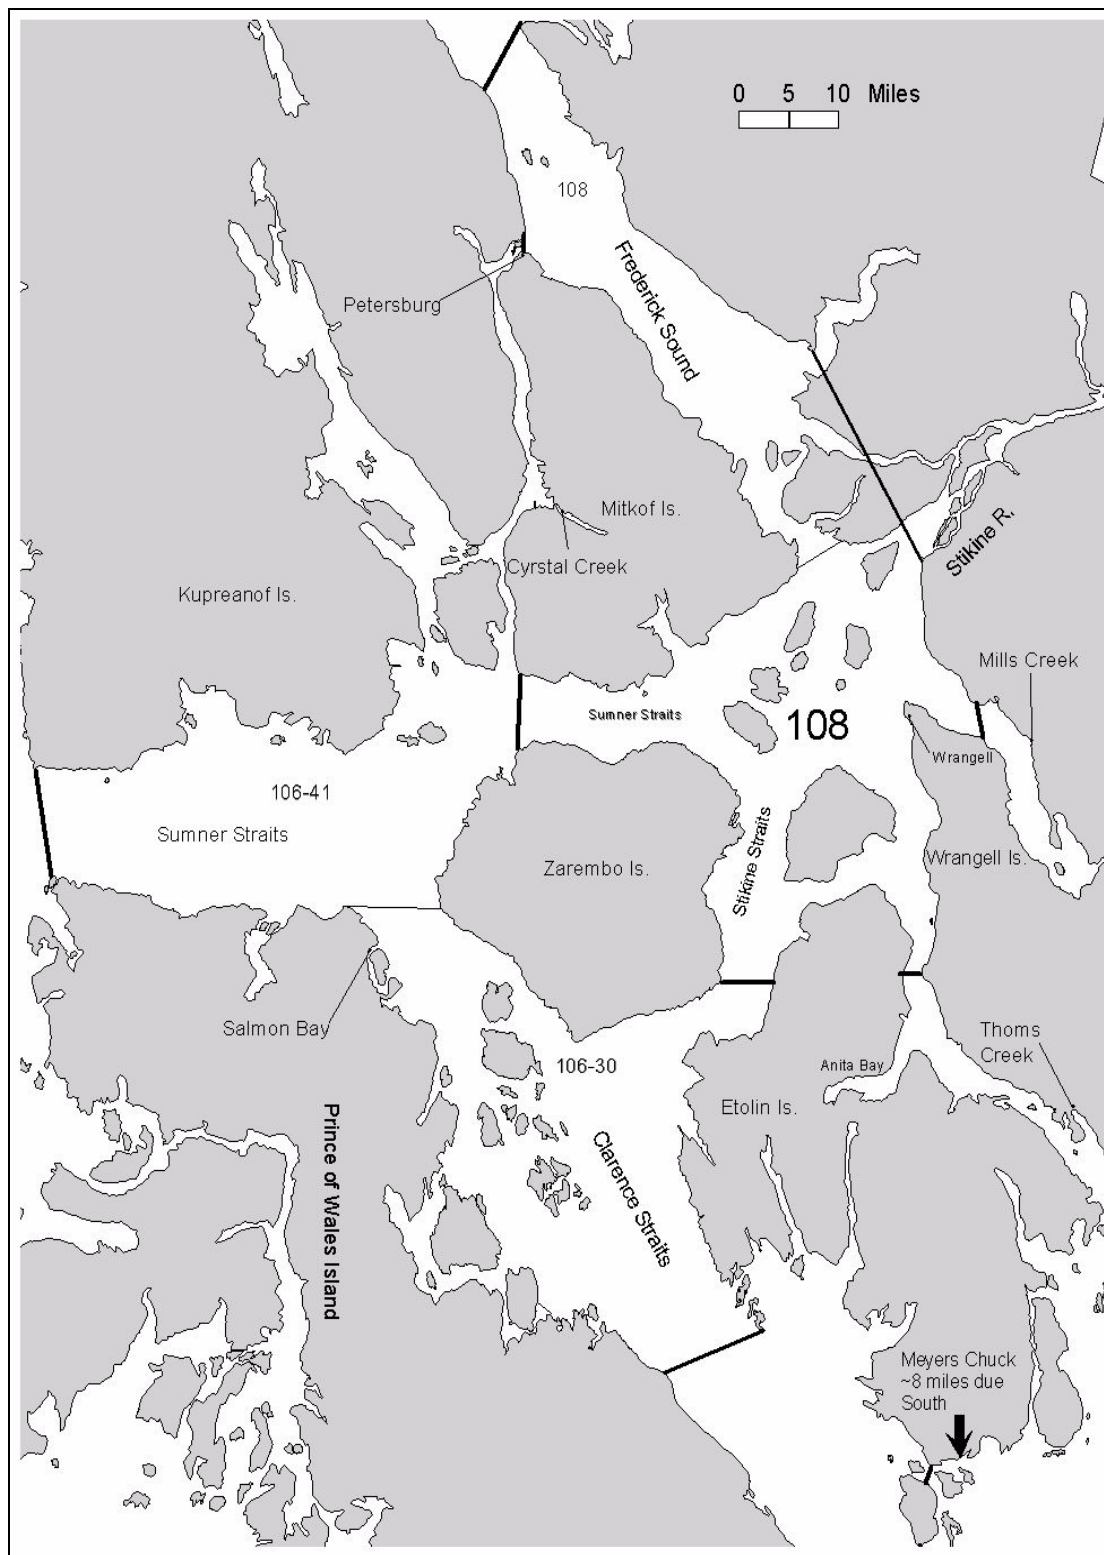 0 5 10 Miles
108
Frederick Sound
Petersburg
Mitkof Is.
Stikine R.
Cyrstal Creek
Kupreanof Is.
Mills Creek
Sumner Straits
108
Wrangell
106-41
Sumner Straits
Zarembo Is.
Stikine Straits
Wrangell Is.
Salmon Bay
Thoms
Creek
106-30
Anita Bay
Etolin Is.
Prince of Wales Island
Clarence Straits
Meyers Chuck
~8 miles due
South